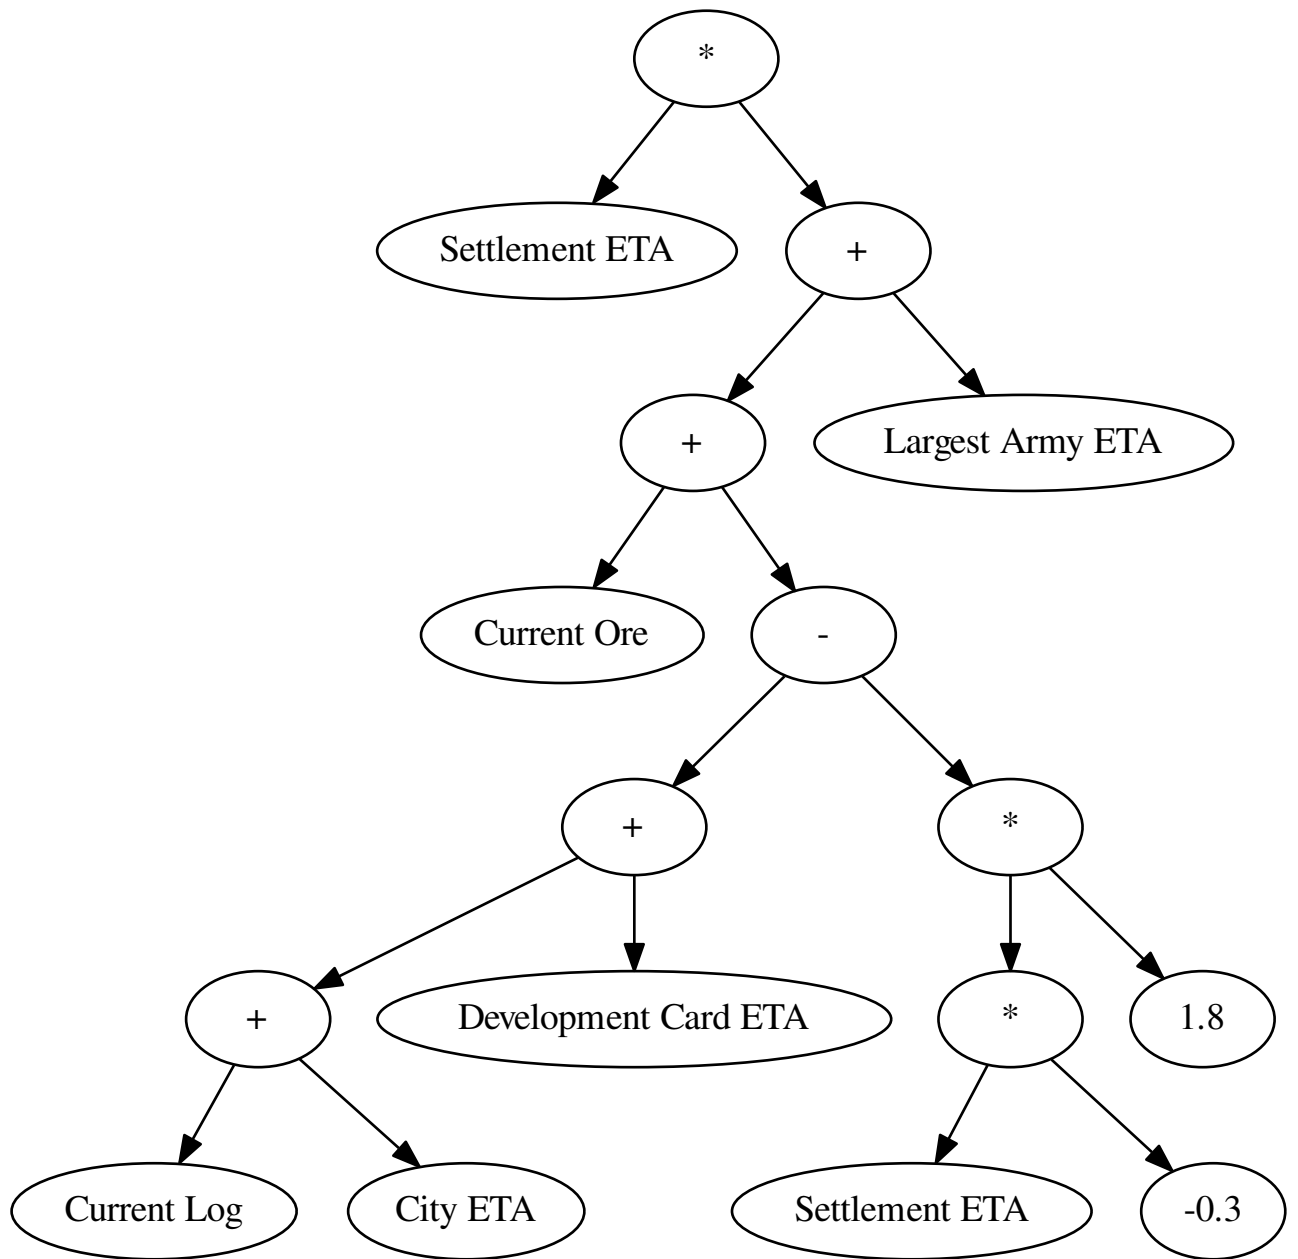 *
Settlement ETA
+
+
Largest Army ETA
Current Ore
-
+
*
+
Development Card ETA
*
1.8
Current Log
City ETA
Settlement ETA
-0.3